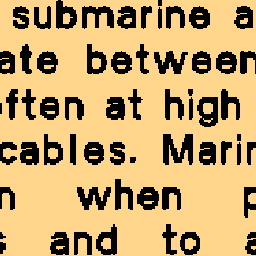 submarine a
ate between
often at high
cables. Marin
n when p
s and to a